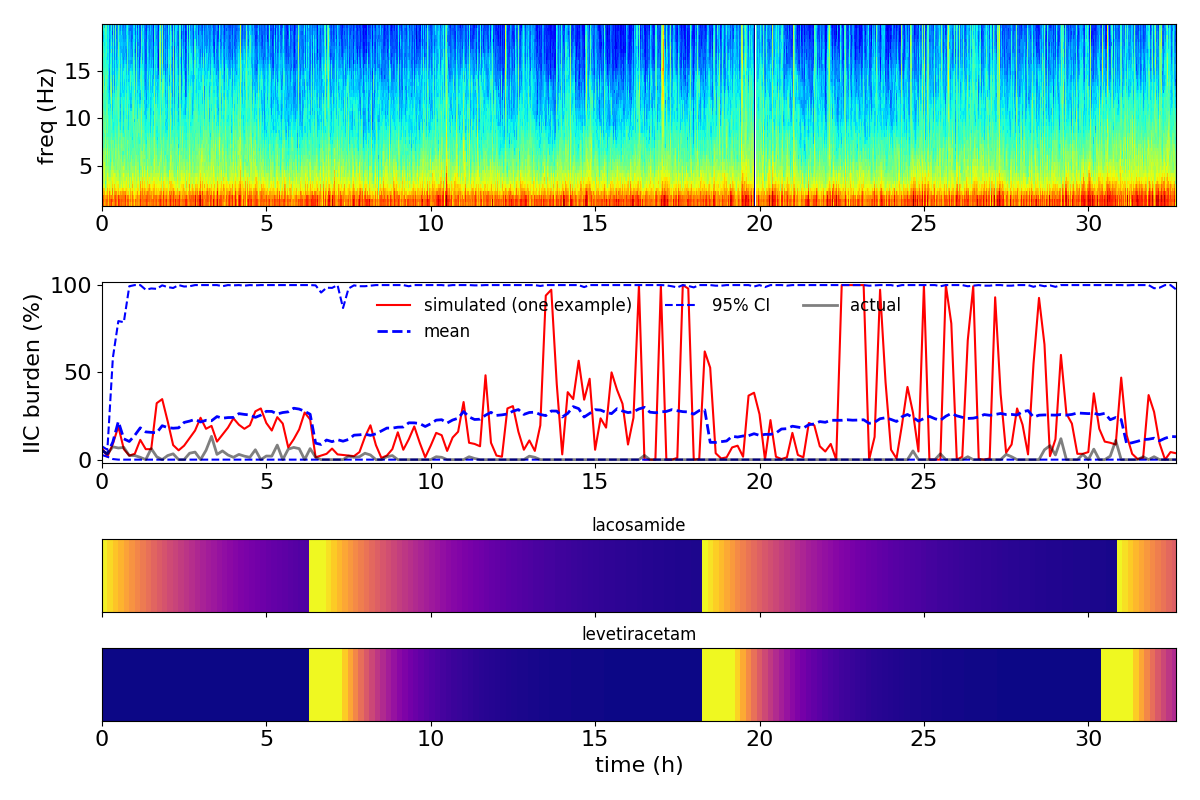 freq (Hz)
15
10
5
0 5 10 15 20 25 30
IIC burden (%)
100
50
0
simulated (one example) 95% CI actual
mean
0 5 10 15 20 25 30
lacosamide
levetiracetam
0 5 10 15 20 25 30
time (h)